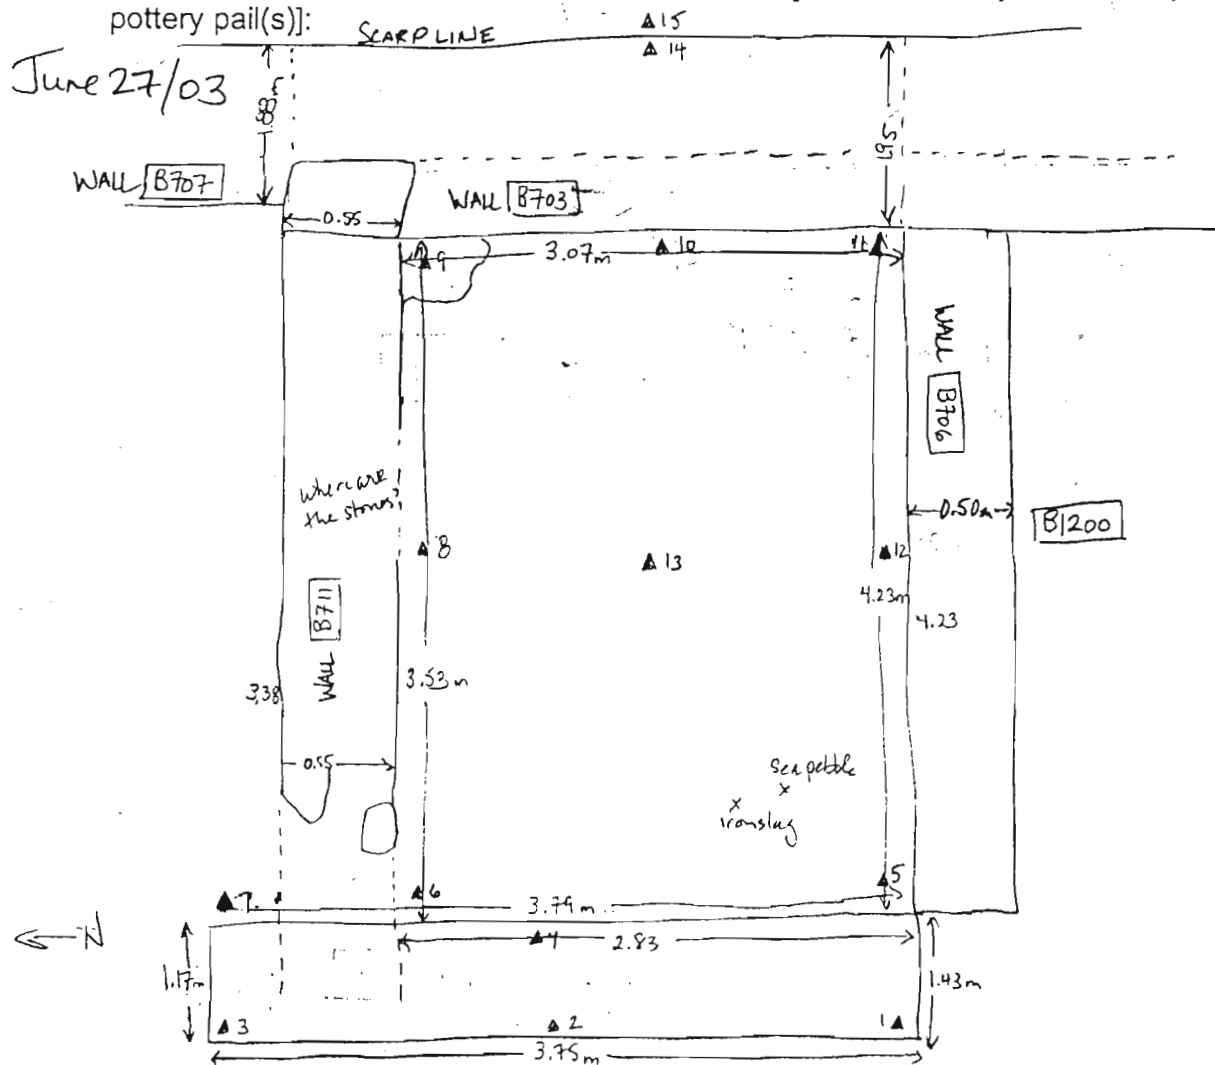 pottery pail(s)]:
SCARP LINE
15
14
June 27/03
1.88m
1.95
WALL B707
WALL B703
0.55
9
3.07m
10
11
WALL B706
where are
the stones?
8
13
12
0.50m
B1200
4.23m
4.23
WALL B711
3.38
3.53m
0.55
sea pebble
x
x
iron slag
5
6
7.
3.79m
N
4
2.83
1.17m
1.43m
3
2
1
3.75m